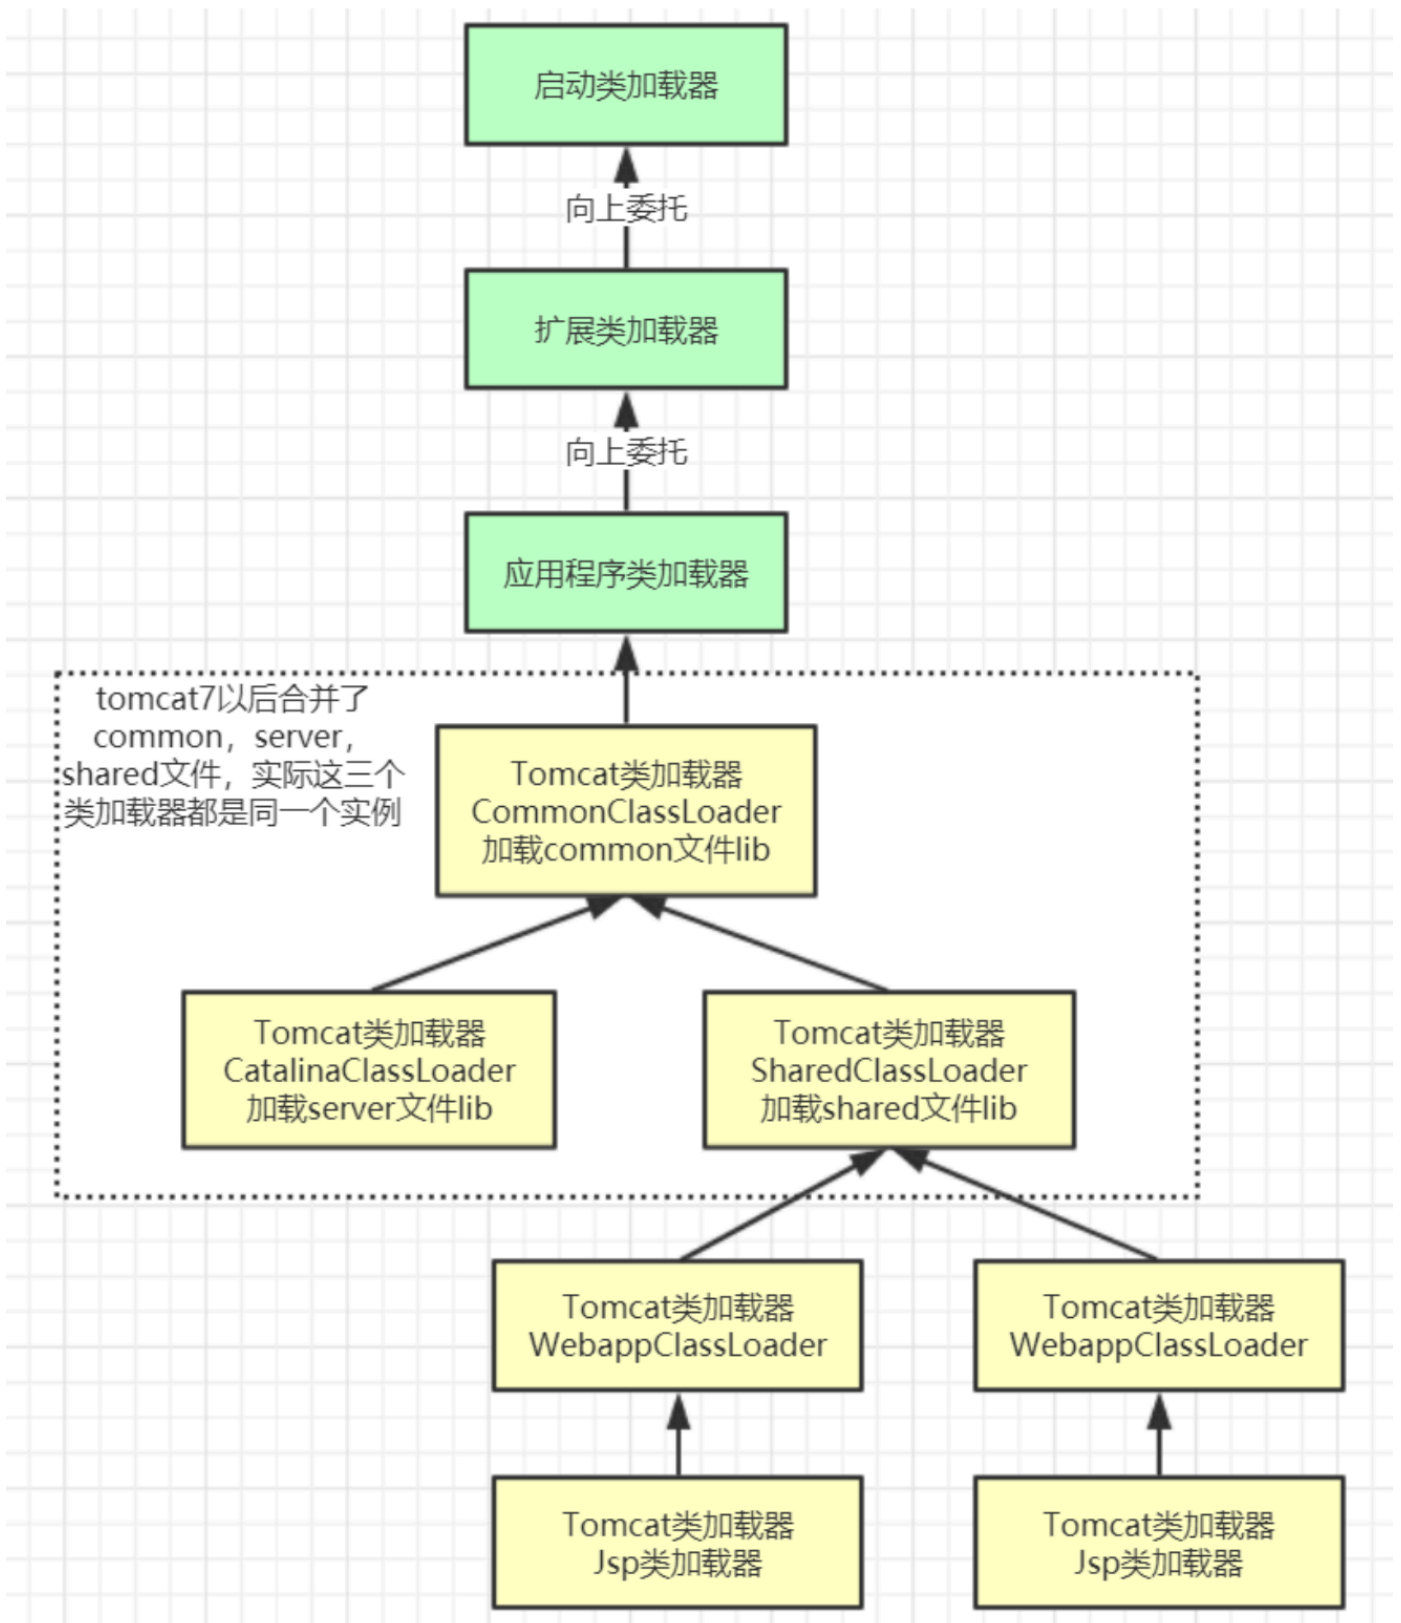 启动类加载器
向上委托
扩展类加载器
向上委托
应用程序类加载器
tomcat7以后合并了
common，server，
shared文件，实际这三个
类加载器都是同一个实例
Tomcat类加载器
CommonClassLoader
加载common文件lib
Tomcat类加载器
CatalinaClassLoader
加载server文件lib
Tomcat类加载器
SharedClassLoader
加载shared文件lib
Tomcat类加载器
WebappClassLoader
Tomcat类加载器
WebappClassLoader
Tomcat类加载器
Jsp类加载器
Tomcat类加载器
Jsp类加载器